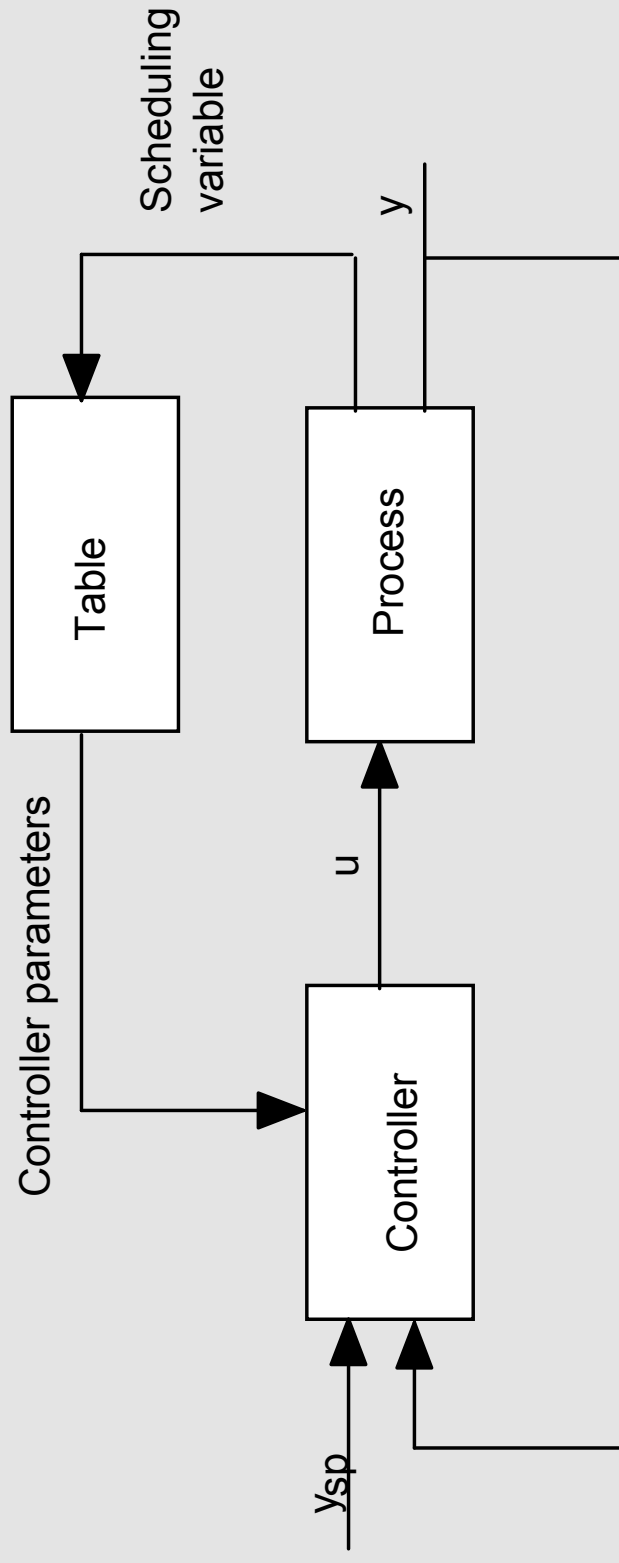 Scheduling
variable
Controller parameters
Table
y
u
Process
Controller
ysp